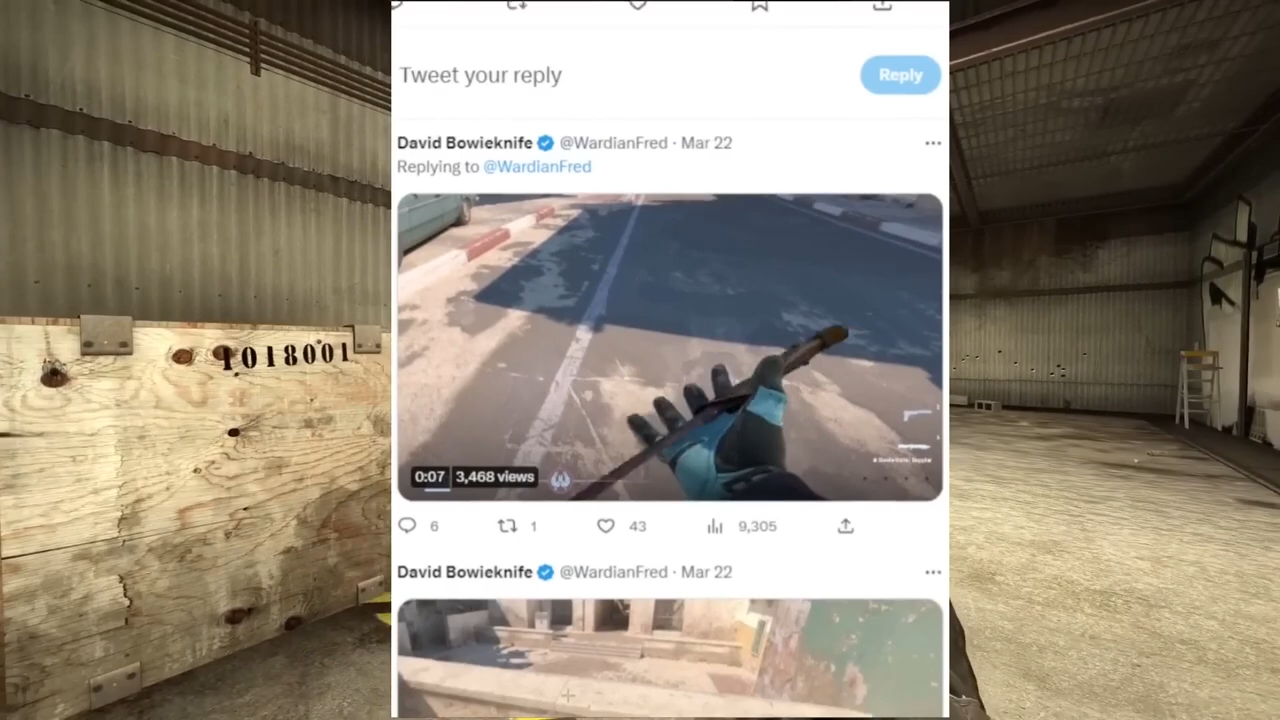 Tweet your reply
Reply
David Bowieknife @WardianFred · Mar 22
Replying to @WardianFred
1018001
0:07 3,468 views
6 1 43 9,305
David Bowieknife @WardianFred · Mar 22